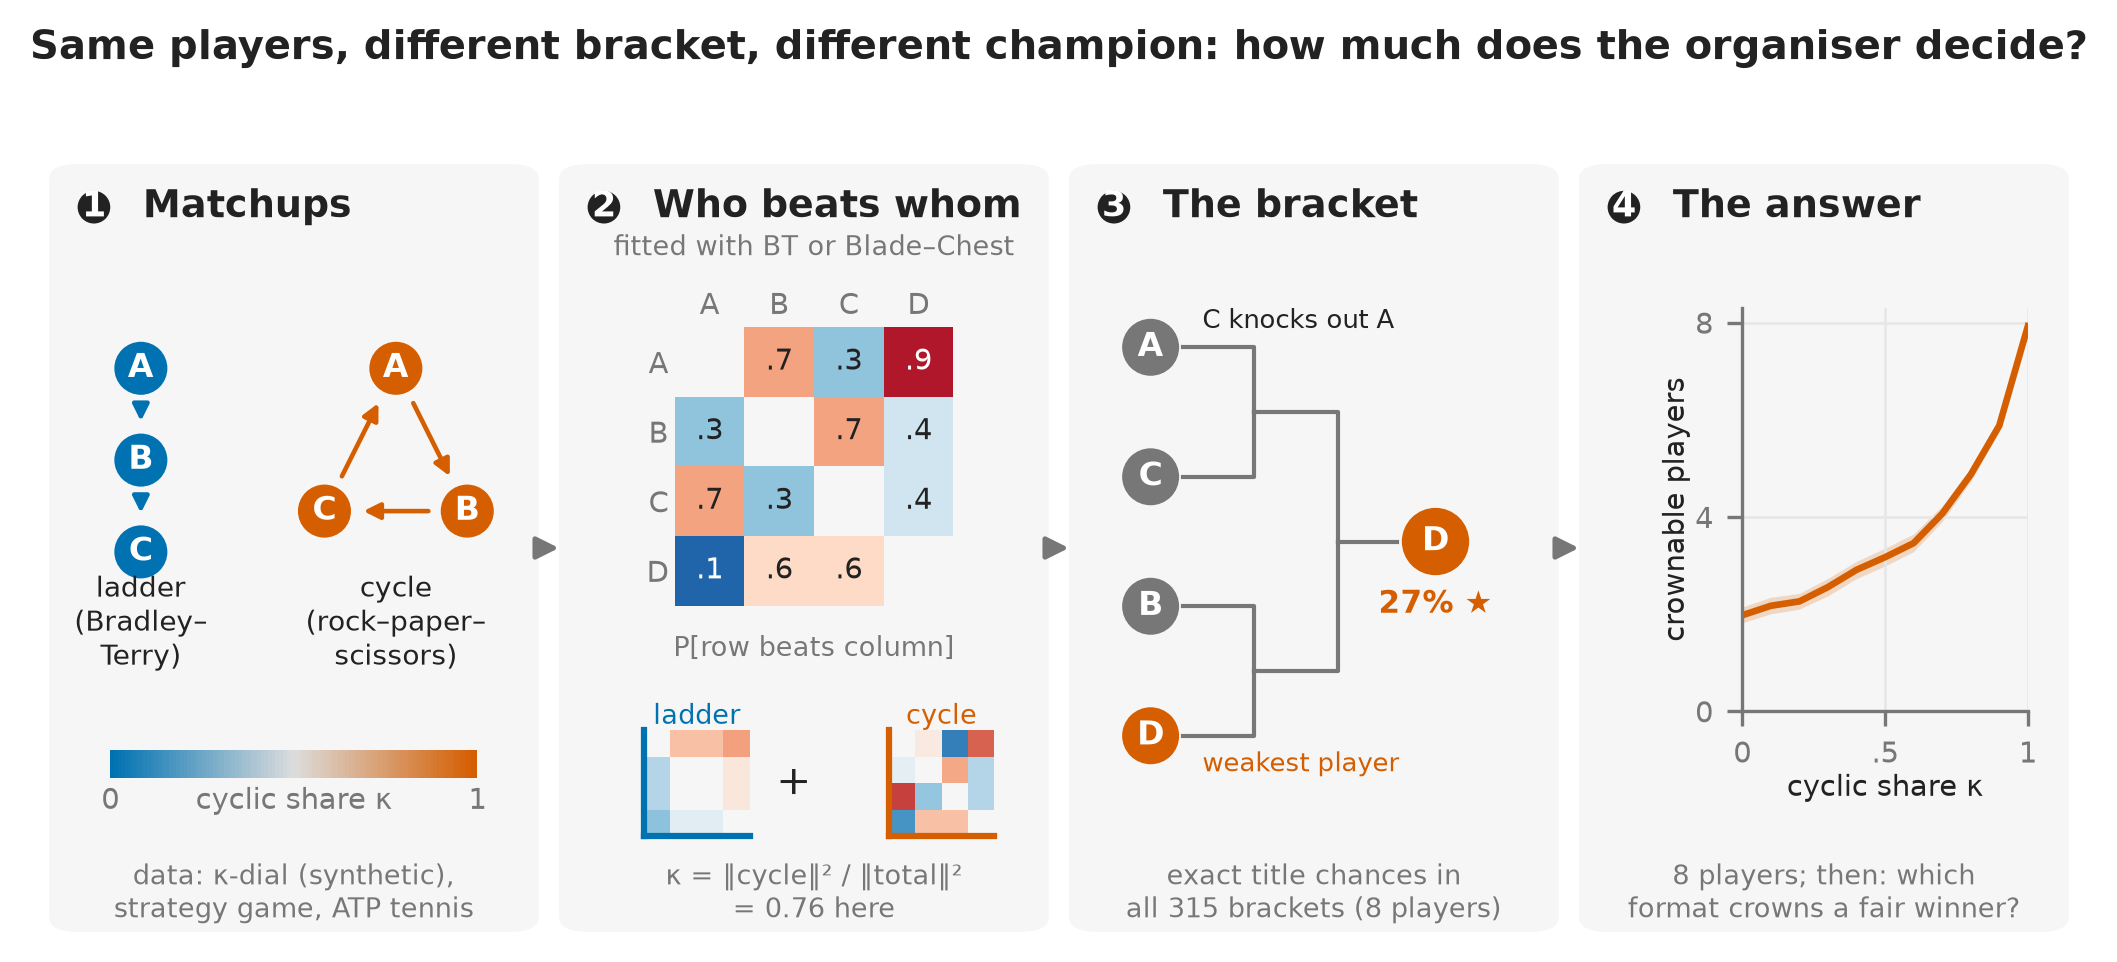 Same players, different bracket, different champion: how much does the organiser decide?
1 Matchups
A
B
C
ladder
(Bradley–
Terry)
A
C
B
cycle
(rock–paper–
scissors)
0 cyclic share κ 1
data: κ-dial (synthetic),
strategy game, ATP tennis
2 Who beats whom
fitted with BT or Blade–Chest
A B C D
A .7 .3 .9
B .3 .7 .4
C .7 .3 .4
D .1 .6 .6
P[row beats column]
ladder
+
cycle
κ = ‖cycle‖² / ‖total‖²
= 0.76 here
3 The bracket
C knocks out A
A
C
D
27% ★
B
D
weakest player
exact title chances in
all 315 brackets (8 players)
4 The answer
crownable players
8
4
0
0 .5 1
cyclic share κ
8 players; then: which
format crowns a fair winner?